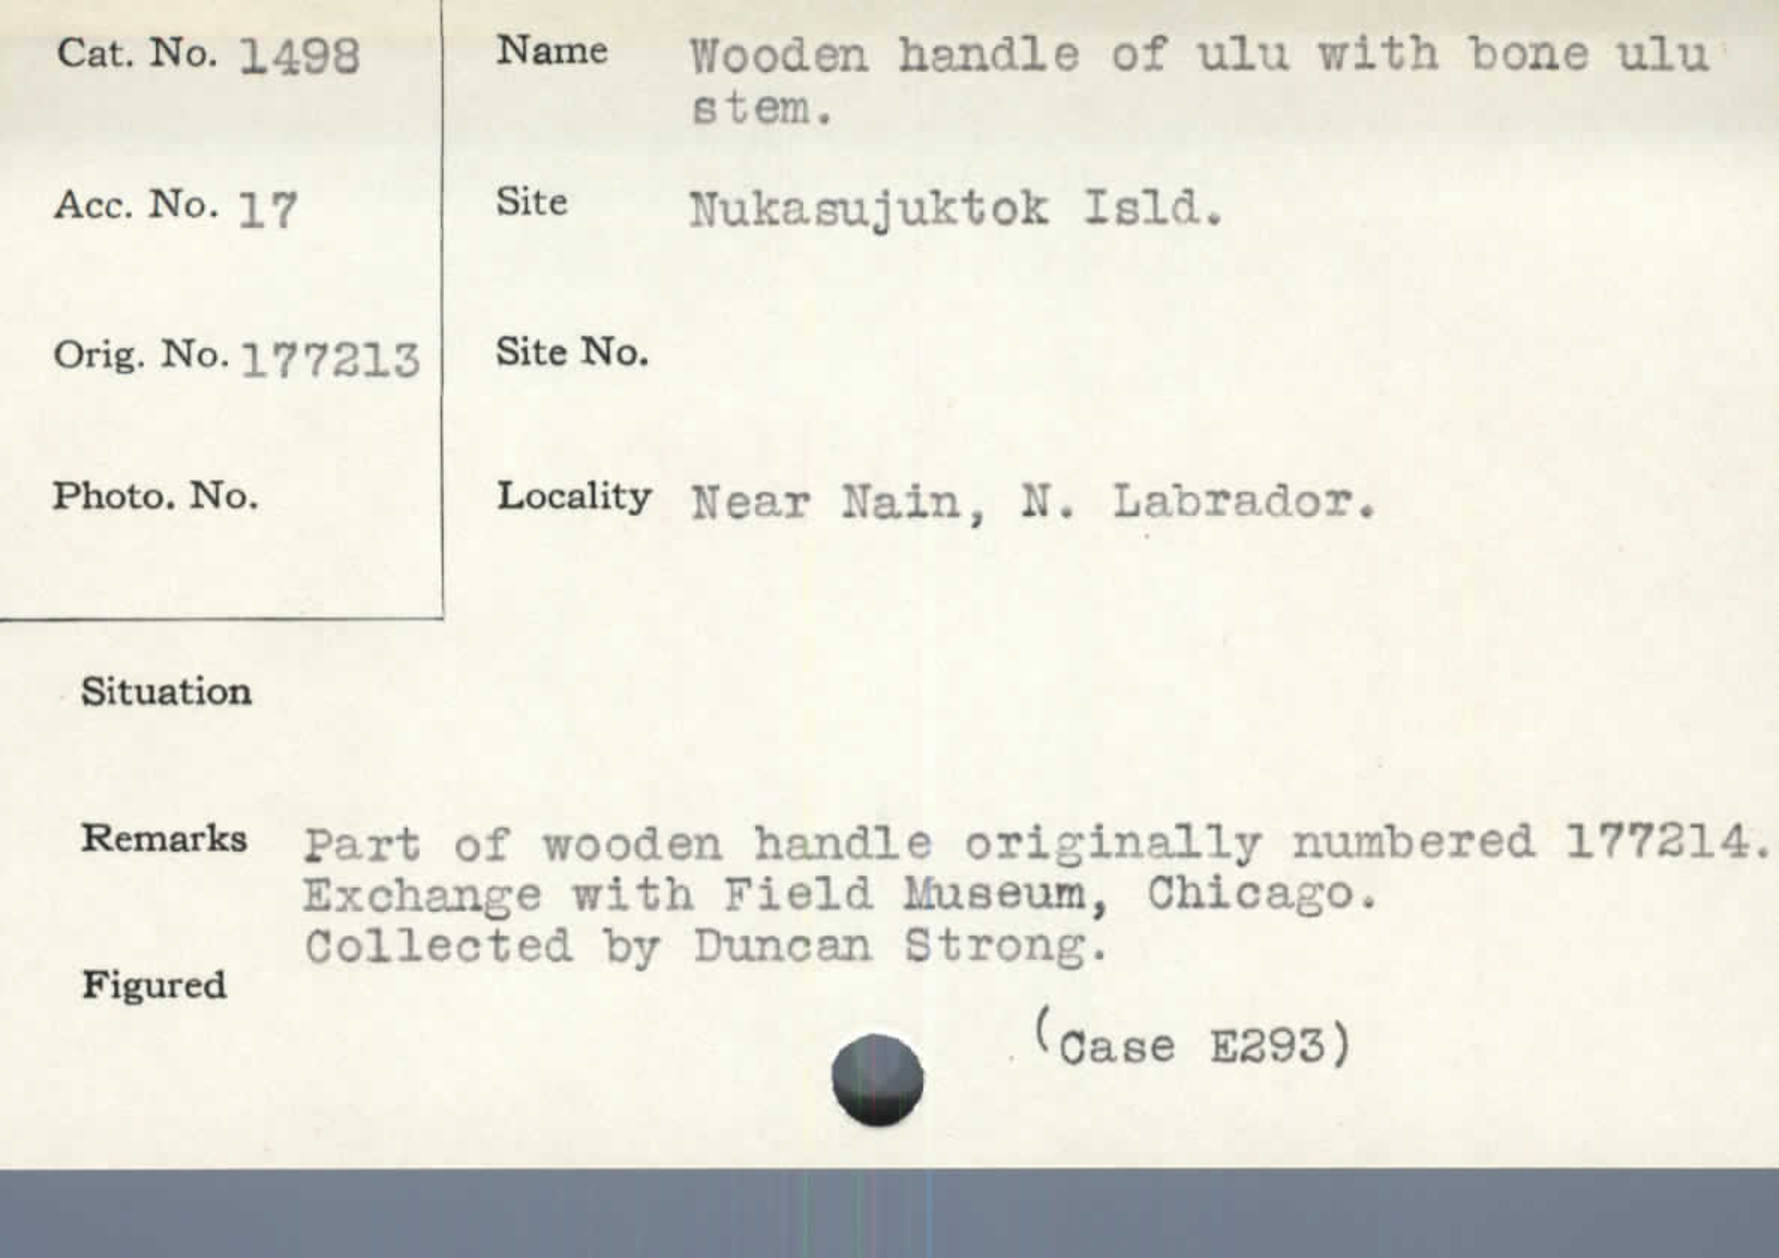 Cat. No. 1498
Name Wooden handle of ulu with bone ulu
stem.
Acc. No. 17
Site Nukasujuktok Isld.
Orig. No. 177213
Site No.
Photo. No.
Locality Near Nain, N. Labrador.
Situation
Remarks Part of wooden handle originally numbered 177214.
Exchange with Field Museum, Chicago.
Collected by Duncan Strong.
Figured
(Case E293)